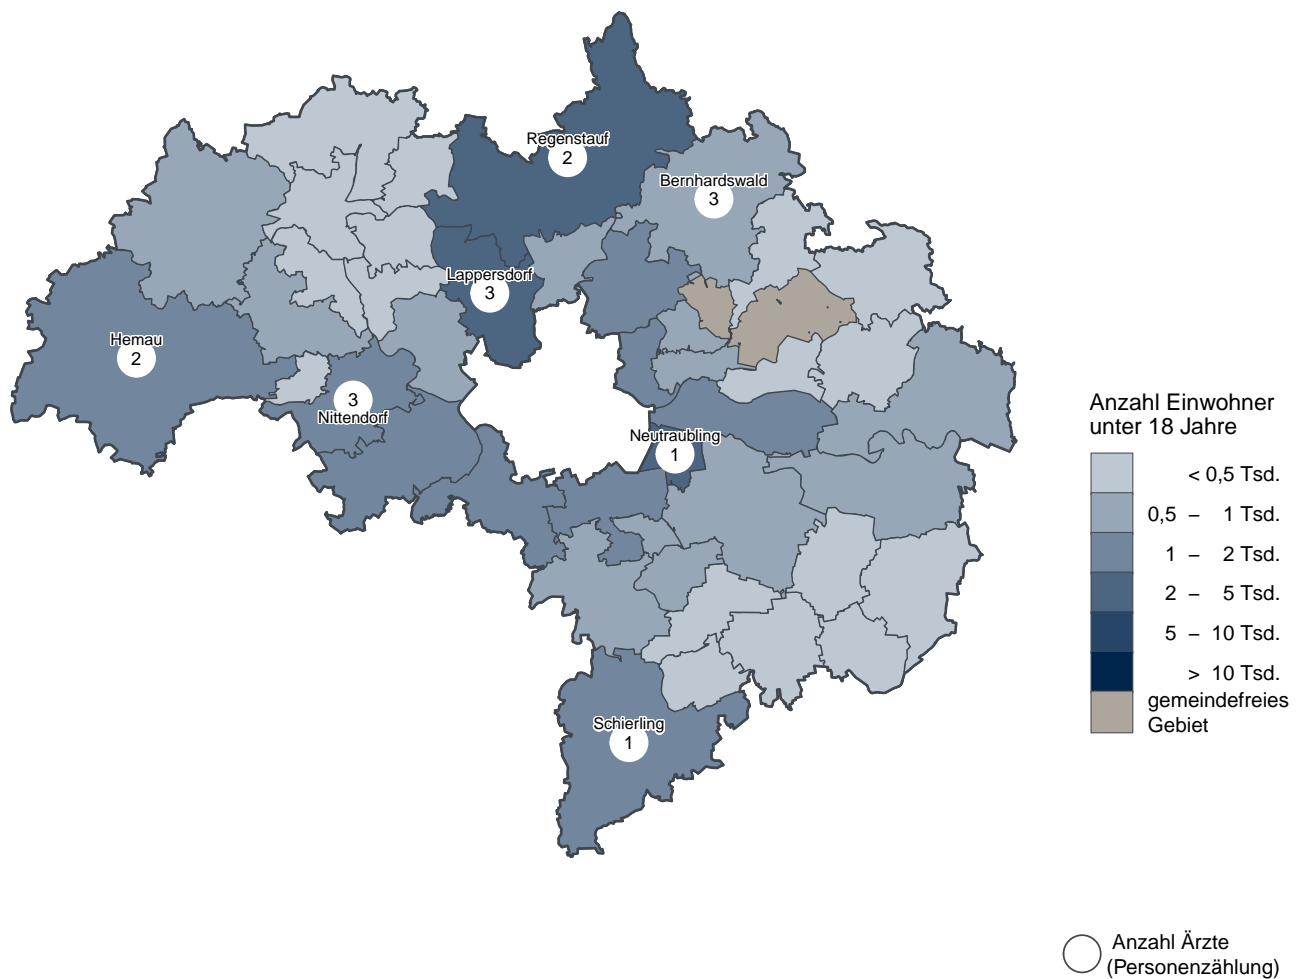 Regenstauf
2
Bernhardswald
3
Lappersdorf
3
Hemau
2
3
Nittendorf
Neutraubling
1
Schierling
1
Anzahl Einwohner
unter 18 Jahre
< 0,5 Tsd.
0,5 – 1 Tsd.
1 – 2 Tsd.
2 – 5 Tsd.
5 – 10 Tsd.
> 10 Tsd.
gemeindefreies
Gebiet
Anzahl Ärzte
(Personenzählung)